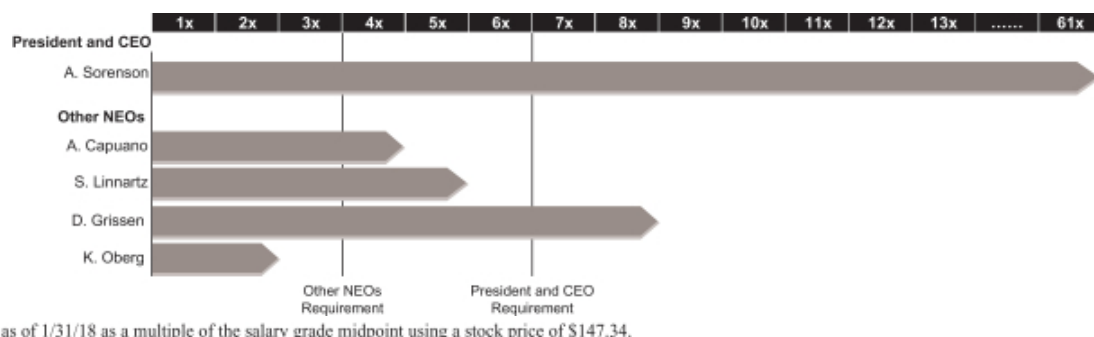 1x 2x 3x 4x 5x 6x 7x 8x 9x 10x 11x 12x 13x ...... 61x
President and CEO
A. Sorenson
Other NEOs
A. Capuano
S. Linnartz
D. Grissen
K. Oberg
Other NEOs
Requirement
President and CEO
Requirement
as of 1/31/18 as a multiple of the salary grade midpoint using a stock price of $147.34.